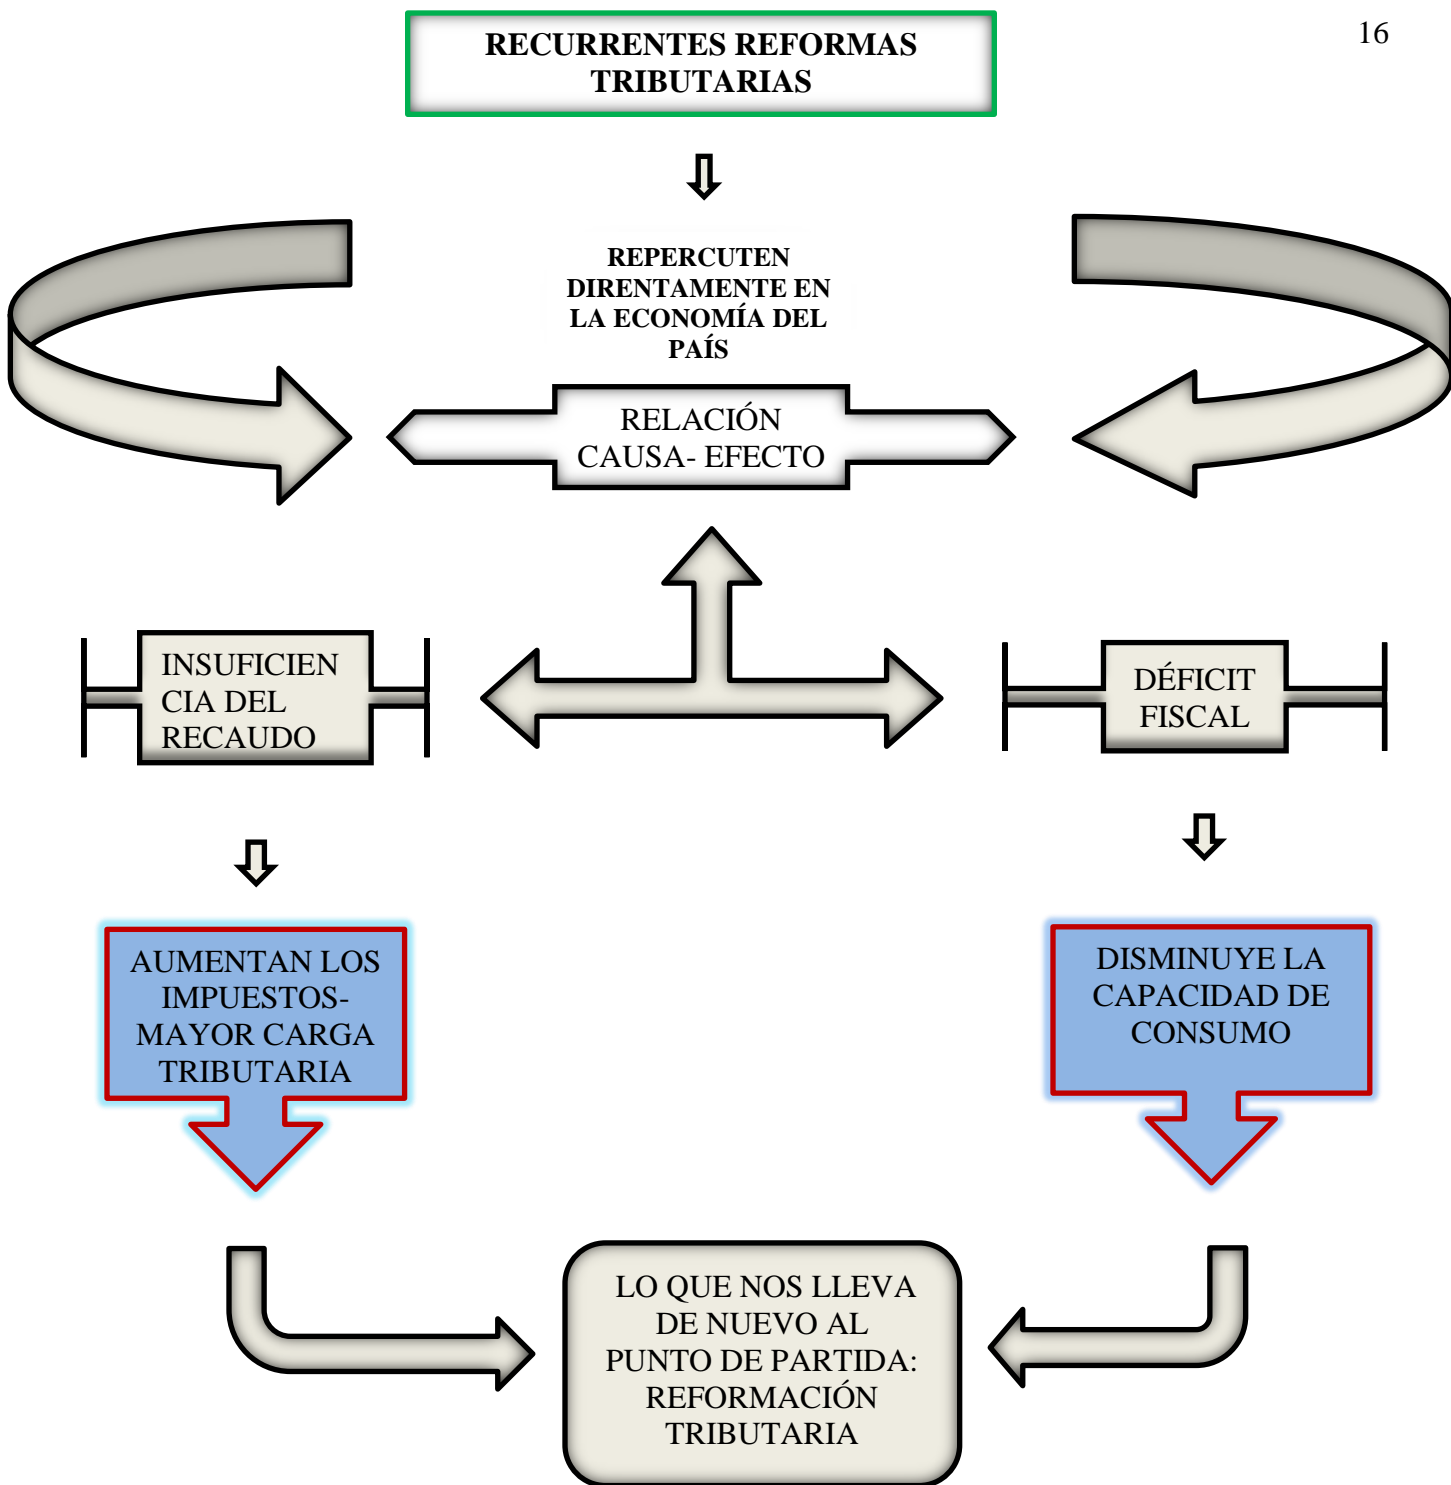 16
RECURRENTES REFORMAS
TRIBUTARIAS
REPERCUTEN
DIRENTAMENTE EN
LA ECONOMÍA DEL
PAÍS
RELACIÓN
CAUSA- EFECTO
INSUFICIEN
CIA DEL
RECAUDO
DÉFICIT
FISCAL
AUMENTAN LOS
IMPUESTOS-
MAYOR CARGA
TRIBUTARIA
DISMINUYE LA
CAPACIDAD DE
CONSUMO
LO QUE NOS LLEVA
DE NUEVO AL
PUNTO DE PARTIDA:
REFORMACIÓN
TRIBUTARIA